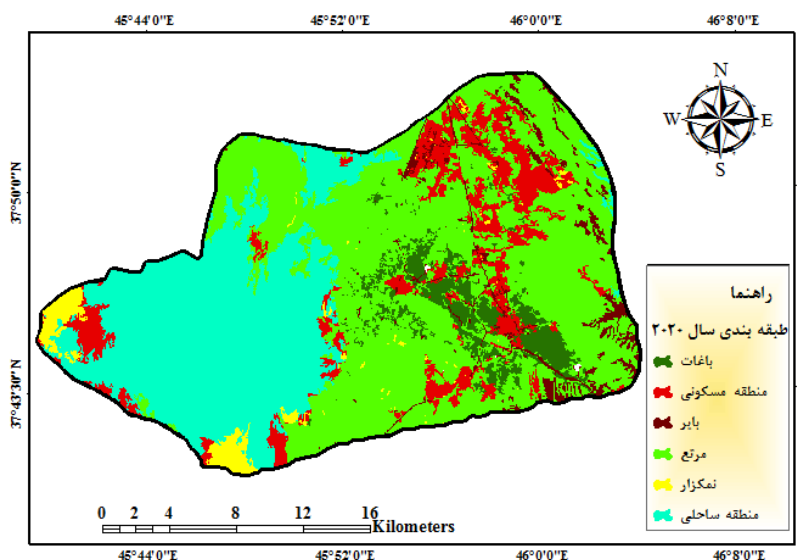 45°44'0"E 45°52'0"E 46°0'0"E 46°8'0"E
N
W E
S
37°50'0"N
37°43'30"N
راهنما
طبقه بندی سال ۲۰۲۰
باغات
منطقه مسکونی
بایر
مرتع
نمکزار
منطقه ساحلی
0 2 4 8 12 16
Kilometers
45°44'0"E 45°52'0"E 46°0'0"E 46°8'0"E